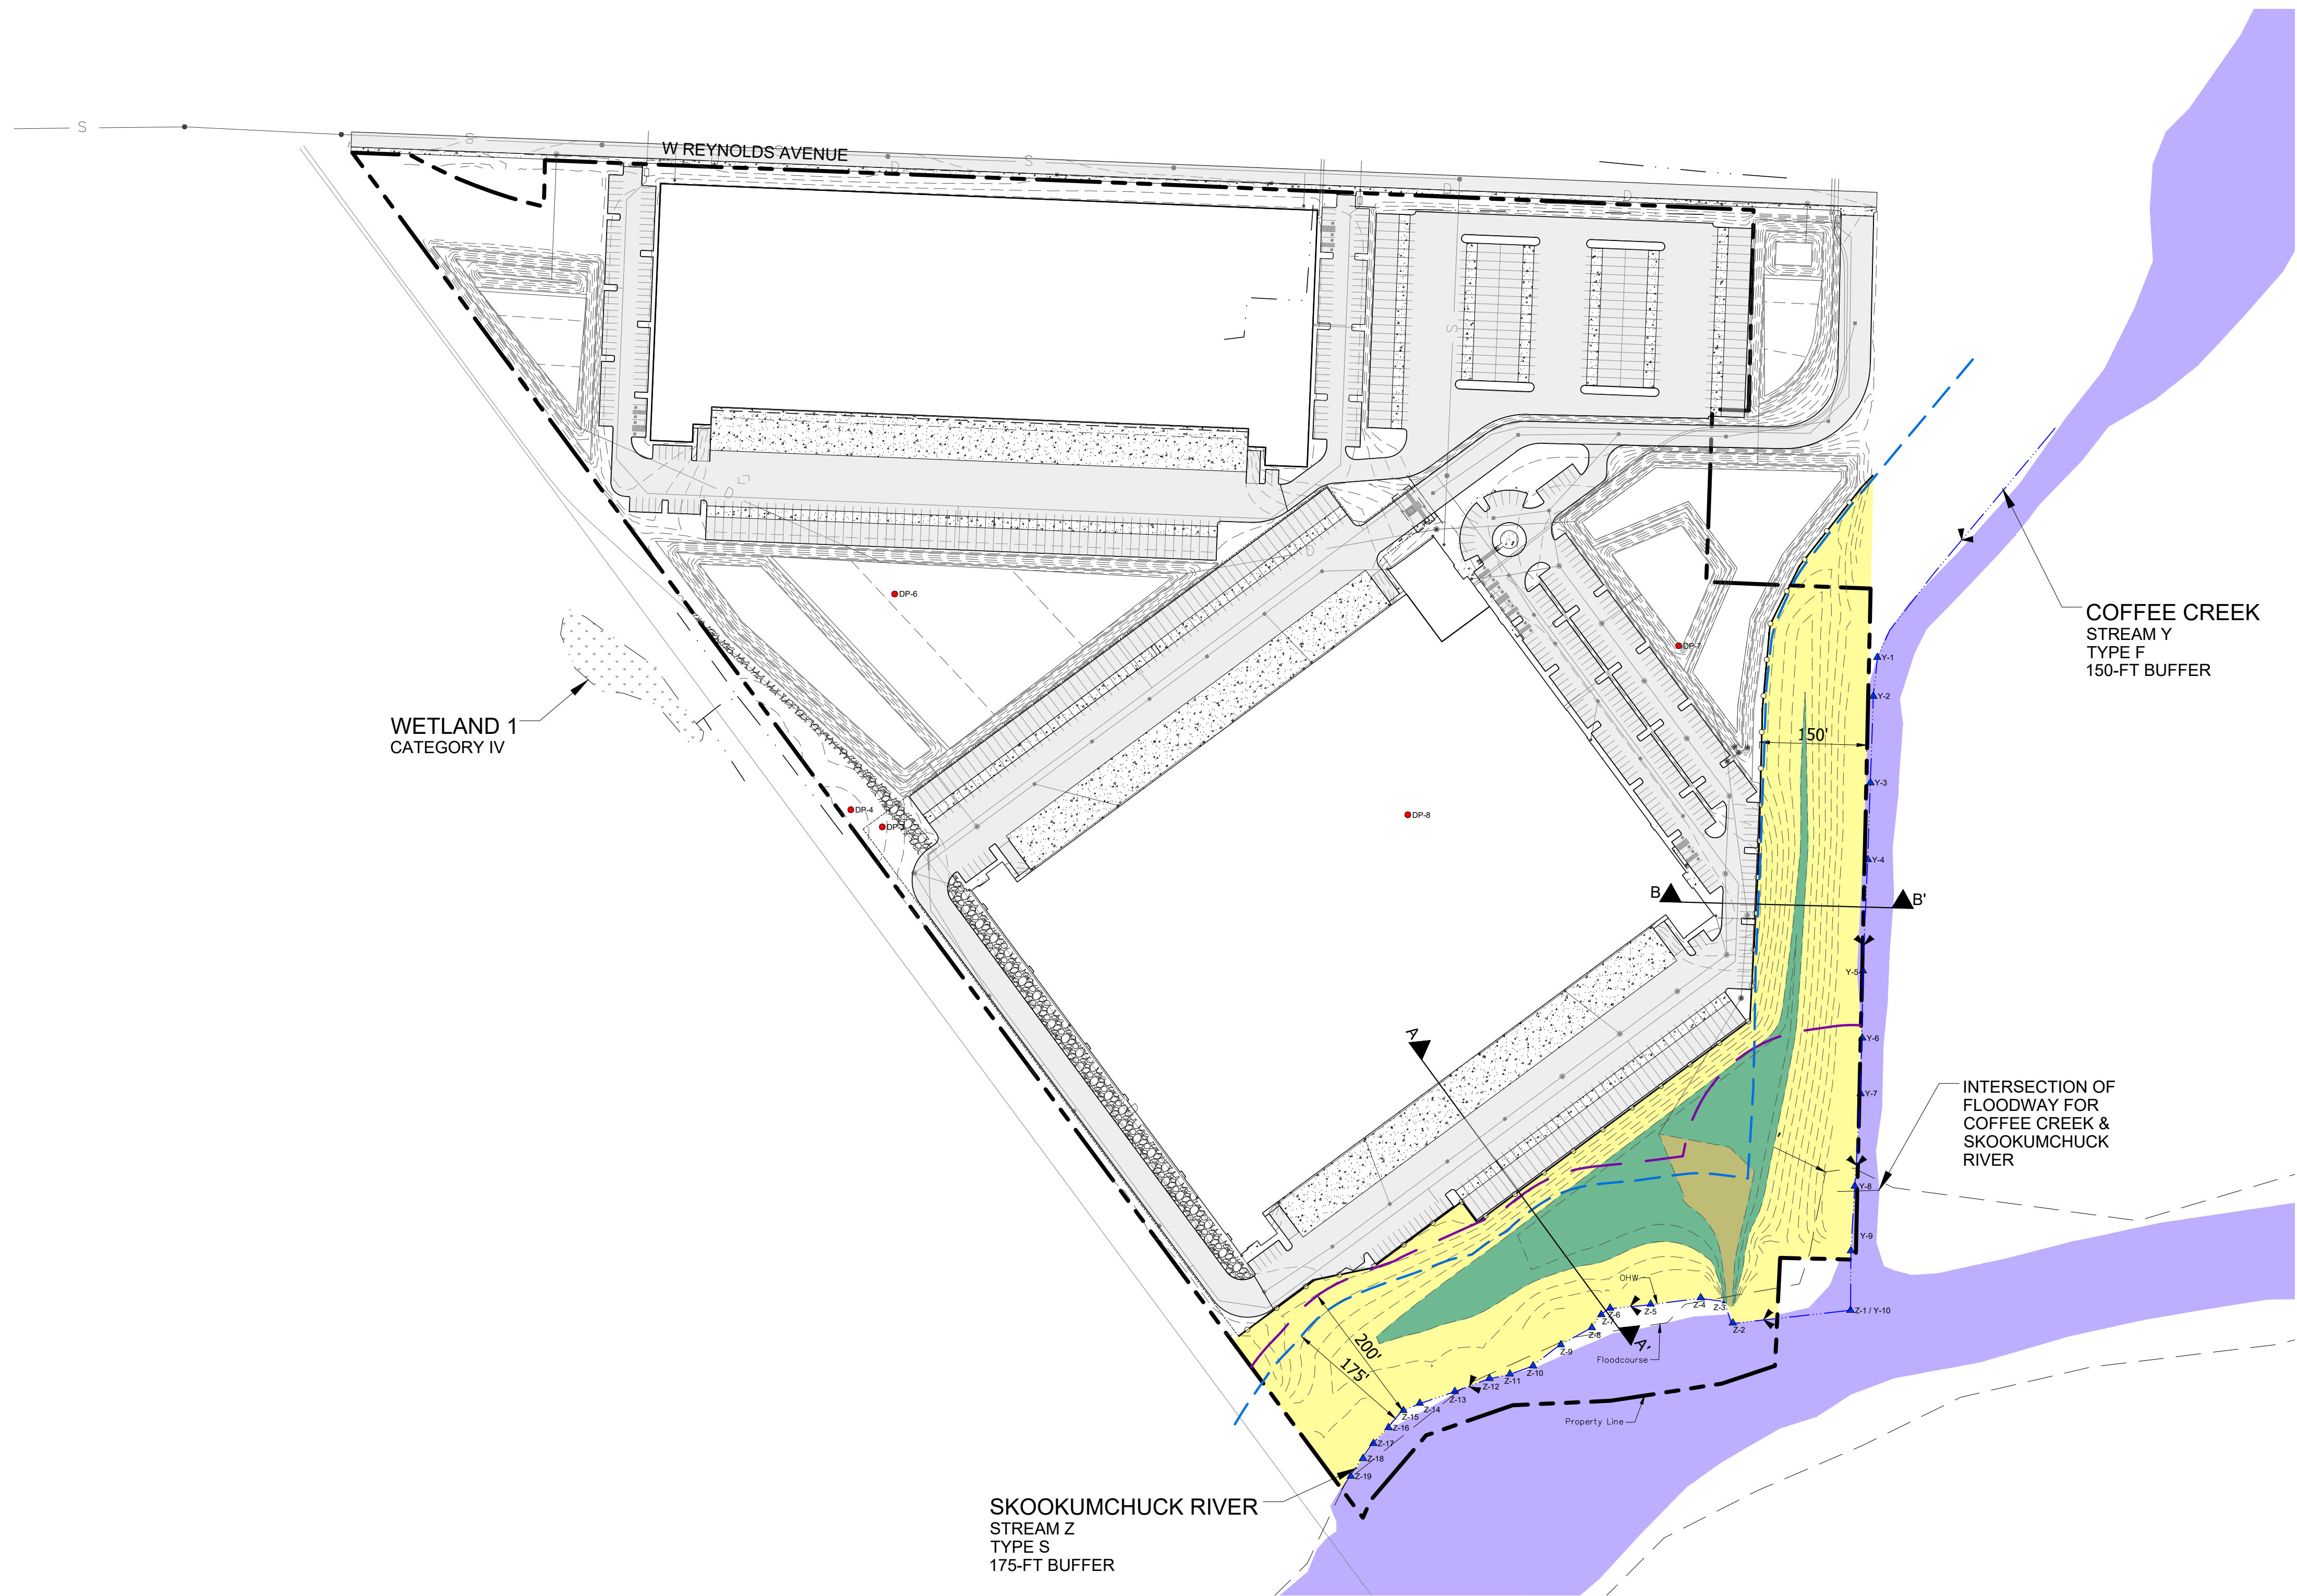 S
S
W REYNOLDS AVENUE
S
S
D
D
D
S
D
D
D
DP-6
DP-7
DP-4
DP-8
COFFEE CREEK
STREAM Y
TYPE F
150-FT BUFFER
WETLAND 1
CATEGORY IV
Y-1
Y-2
150'
Y-3
Y-4
B
B'
Y-5
Y-6
Y-7
Y-8
Y-9
A
INTERSECTION OF
FLOODWAY FOR
COFFEE CREEK &
SKOOKUMCHUCK
RIVER
OHW
Z-1 / Y-10
Z-2
Z-3
Z-4
Z-5
Z-6
Z-7
Z-8
Z-9
Z-10
Z-11
Z-12
Z-13
Z-14
Z-15
Z-16
Z-17
Z-18
Z-19
A'
Floodcourse
200'
175'
Property Line
SKOOKUMCHUCK RIVER
STREAM Z
TYPE S
175-FT BUFFER